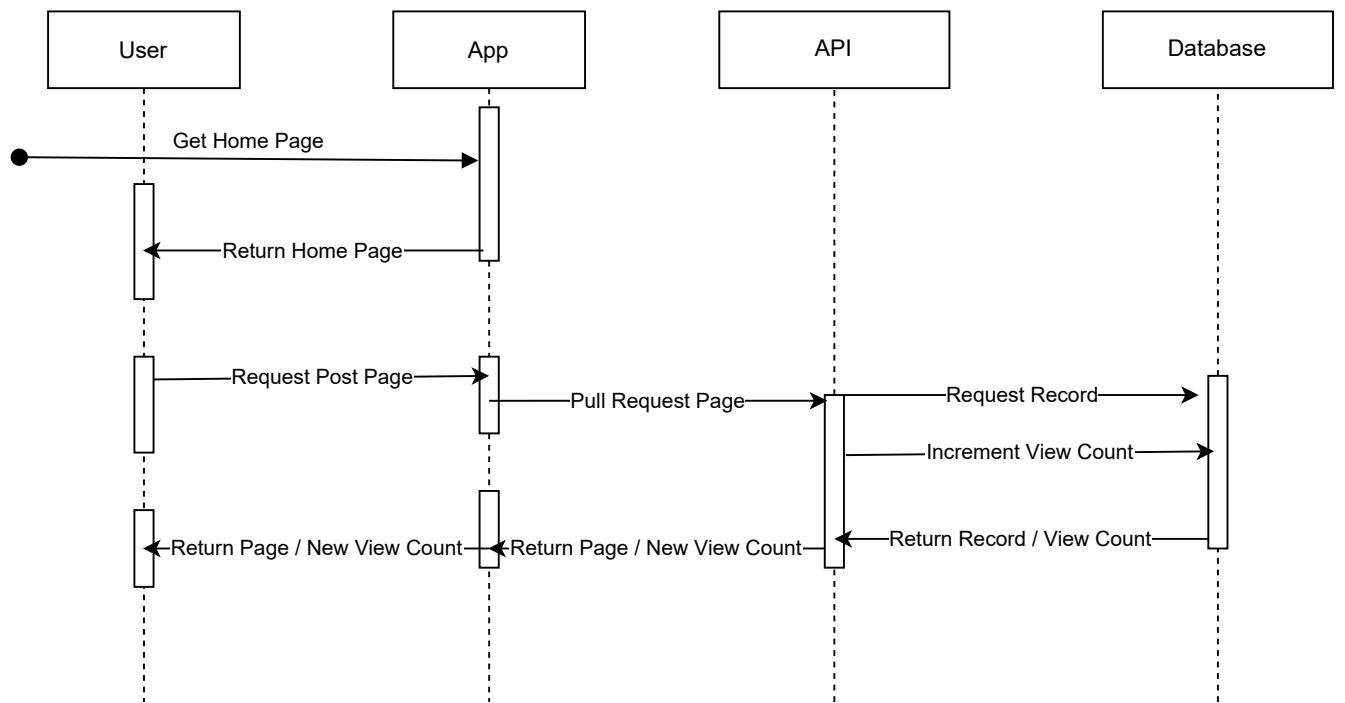 User
App
API
Database
Get Home Page
Return Home Page
Request Post Page
Pull Request Page
Request Record
Increment View Count
Return Record / View Count
Return Page / New View Count
Return Page / New View Count